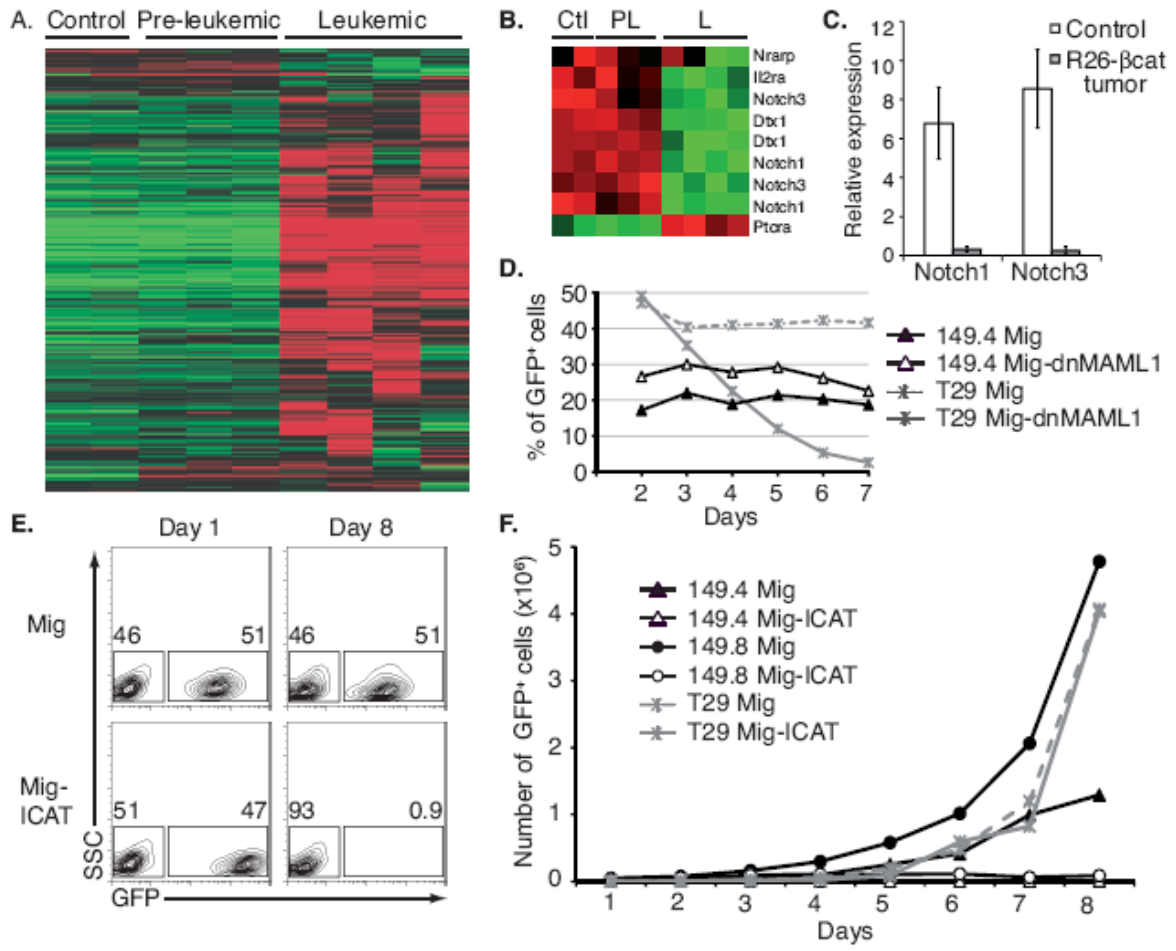 A.
Control Pre-leukemic Leukemic
B.
Ctl PL L
Nrarp
Il2ra
Notch3
Dtx1
Dtx1
Notch1
Notch3
Notch1
Ptcra
C.
Control
R26-βcat
tumor
Relative expression
12
10
8
6
4
2
0
Notch1 Notch3
D.
% of GFP+ cells
50
40
30
20
10
0
2 3 4 5 6 7
Days
149.4 Mig
149.4 Mig-dnMAML1
T29 Mig
T29 Mig-dnMAML1
E.
Day 1 Day 8
Mig
46 51 46 51
Mig-
ICAT
51 47 93 0.9
SSC
GFP
F.
Number of GFP+ cells (x10⁶)
5
4
3
2
1
0
149.4 Mig
149.4 Mig-ICAT
149.8 Mig
149.8 Mig-ICAT
T29 Mig
T29 Mig-ICAT
1 2 3 4 5 6 7 8
Days